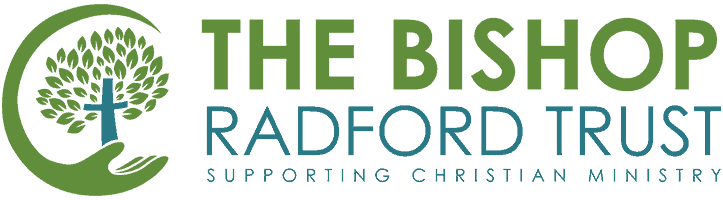 THE BISHOP
RADFORD TRUST
SUPPORTING CHRISTIAN MINISTRY